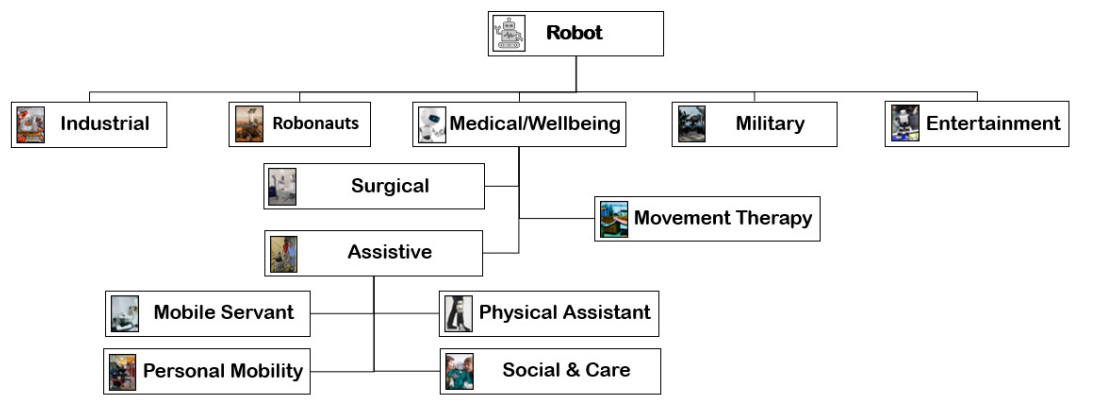 Robot
Industrial
Robonauts
Medical/Wellbeing
Military
Entertainment
Surgical
Movement Therapy
Assistive
Mobile Servant
Physical Assistant
Personal Mobility
Social & Care